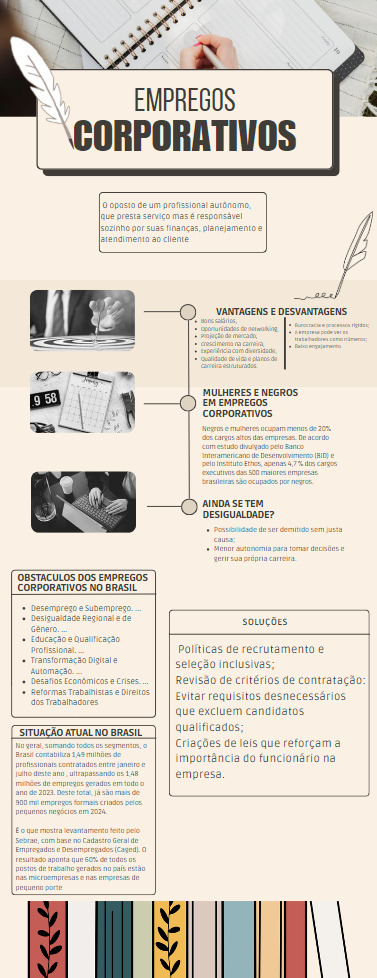 EMPREGOS
CORPORATIVOS
O oposto de um profissional autônomo,
que presta serviço mas é responsável
sozinho por suas finanças, planejamento e
atendimento ao cliente
VANTAGENS E DESVANTAGENS
Bons salários,
Oportunidades de networking,
Projeção de mercado,
Crescimento na carreira,
Experiência com diversidade,
Qualidade de vida e planos de
carreira estruturados.
Burocracia e processos rígidos;
A empresa pode ver os
trabalhadores como números;
Baixo engajamento.
9 58
MULHERES E NEGROS
EM EMPREGOS
CORPORATIVOS
Negros e mulheres ocupam menos de 20%
dos cargos altos das empresas. De acordo
com estudo divulgado pelo Banco
Interamericano de Desenvolvimento (BID) e
pelo Instituto Ethos, apenas 4,7 % dos cargos
executivos das 500 maiores empresas
brasileiras são ocupados por negros.
AINDA SE TEM
DESIGUALDADE?
Possibilidade de ser demitido sem justa
causa;
Menor autonomia para tomar decisões e
gerir sua própria carreira.
OBSTACULOS DOS EMPREGOS
CORPORATIVOS NO BRASIL
Desemprego e Subemprego. ...
Desigualdade Regional e de
Gênero. ...
Educação e Qualificação
Profissional. ...
Transformação Digital e
Automação. ...
Desafios Econômicos e Crises. ...
Reformas Trabalhistas e Direitos
dos Trabalhadores
SOLUÇÕES
Políticas de recrutamento e
seleção inclusivas;
Revisão de critérios de contratação:
Evitar requisitos desnecessários
que excluem candidatos
qualificados;
Criações de leis que reforçam a
importância do funcionário na
empresa.
SITUAÇÃO ATUAL NO BRASIL
No geral, somando todos os segmentos, o
Brasil contabiliza 1,49 milhões de
profissionais contratados entre janeiro e
julho deste ano , ultrapassando os 1,48
milhões de empregos gerados em todo o
ano de 2023. Deste total, já são mais de
900 mil empregos formais criados pelos
pequenos negócios em 2024.
É o que mostra levantamento feito pelo
Sebrae, com base no Cadastro Geral de
Empregados e Desempregados (Caged). O
resultado aponta que 60% de todos os
postos de trabalho gerados no país estão
nas microempresas e nas empresas de
pequeno porte